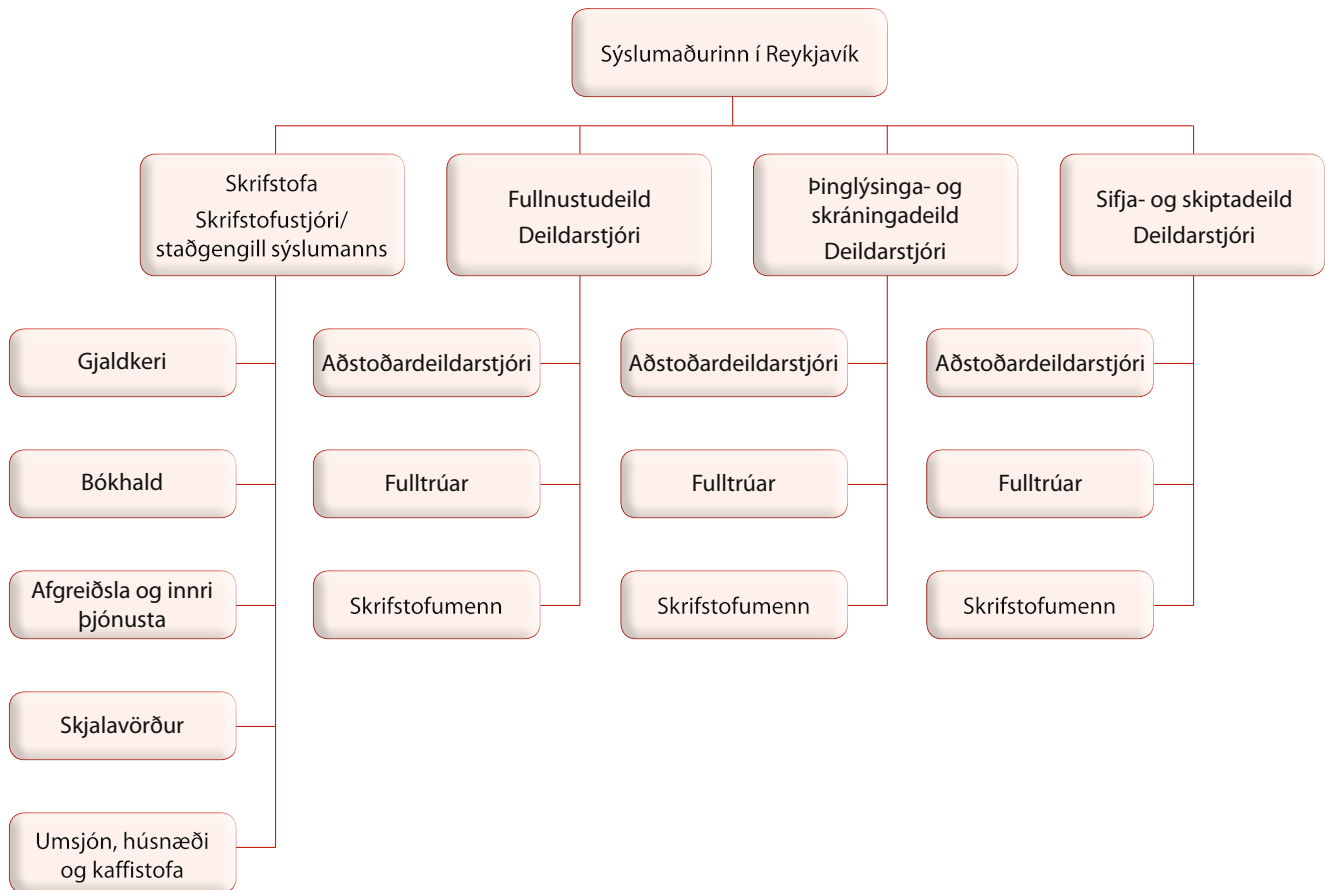 Sýslumaðurinn í Reykjavík
Skrifstofa
Skrifstofustjóri/
staðgengill sýslumanns
Fullnustudeild
Deildarstjóri
Þinglýsinga- og
skráningadeild
Deildarstjóri
Sifja- og skiptadeild
Deildarstjóri
Gjaldkeri
Aðstoðardeildarstjóri
Aðstoðardeildarstjóri
Aðstoðardeildarstjóri
Bókhald
Fulltrúar
Fulltrúar
Fulltrúar
Afgreiðsla og innri
þjónusta
Skrifstofumenn
Skrifstofumenn
Skrifstofumenn
Skjalavörður
Umsjón, húsnæði
og kaffistofa